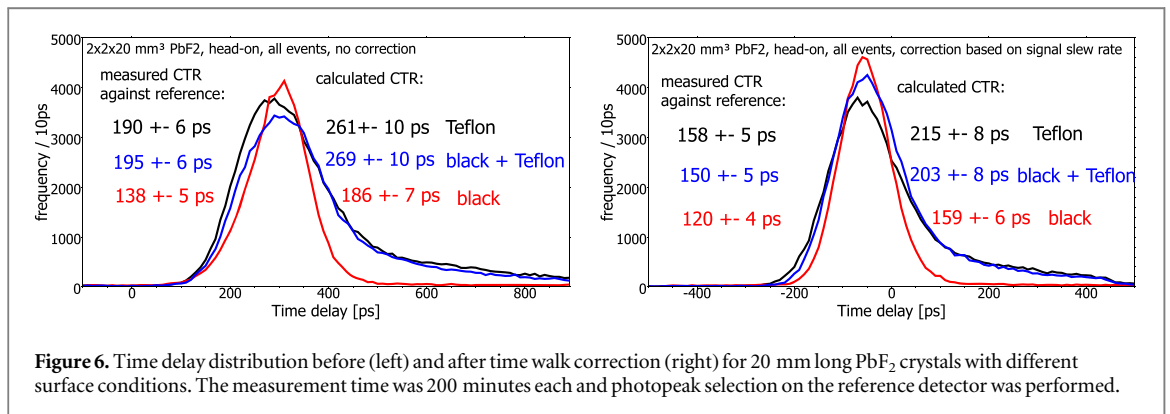 5000
2x2x20 mm³ PbF2, head-on, all events, no correction
measured CTR
against reference:
calculated CTR:
4000
190 +- 6 ps
261+- 10 ps Teflon
3000
195 +- 6 ps
269 +- 10 ps black + Teflon
2000
138 +- 5 ps
186 +- 7 ps black
1000
0
frequency / 10ps
0 200 400 600 800
Time delay [ps]
5000
2x2x20 mm³ PbF2, head-on, all events, correction based on signal slew rate
measured CTR
against reference:
calculated CTR:
4000
158 +- 5 ps
215 +- 8 ps Teflon
3000
150 +- 5 ps
203 +- 8 ps black + Teflon
2000
120 +- 4 ps
159 +- 6 ps black
1000
0
frequency / 10ps
-400 -200 0 200 400
Time delay [ps]
Figure 6. Time delay distribution before (left) and after time walk correction (right) for 20 mm long PbF₂ crystals with different
surface conditions. The measurement time was 200 minutes each and photopeak selection on the reference detector was performed.